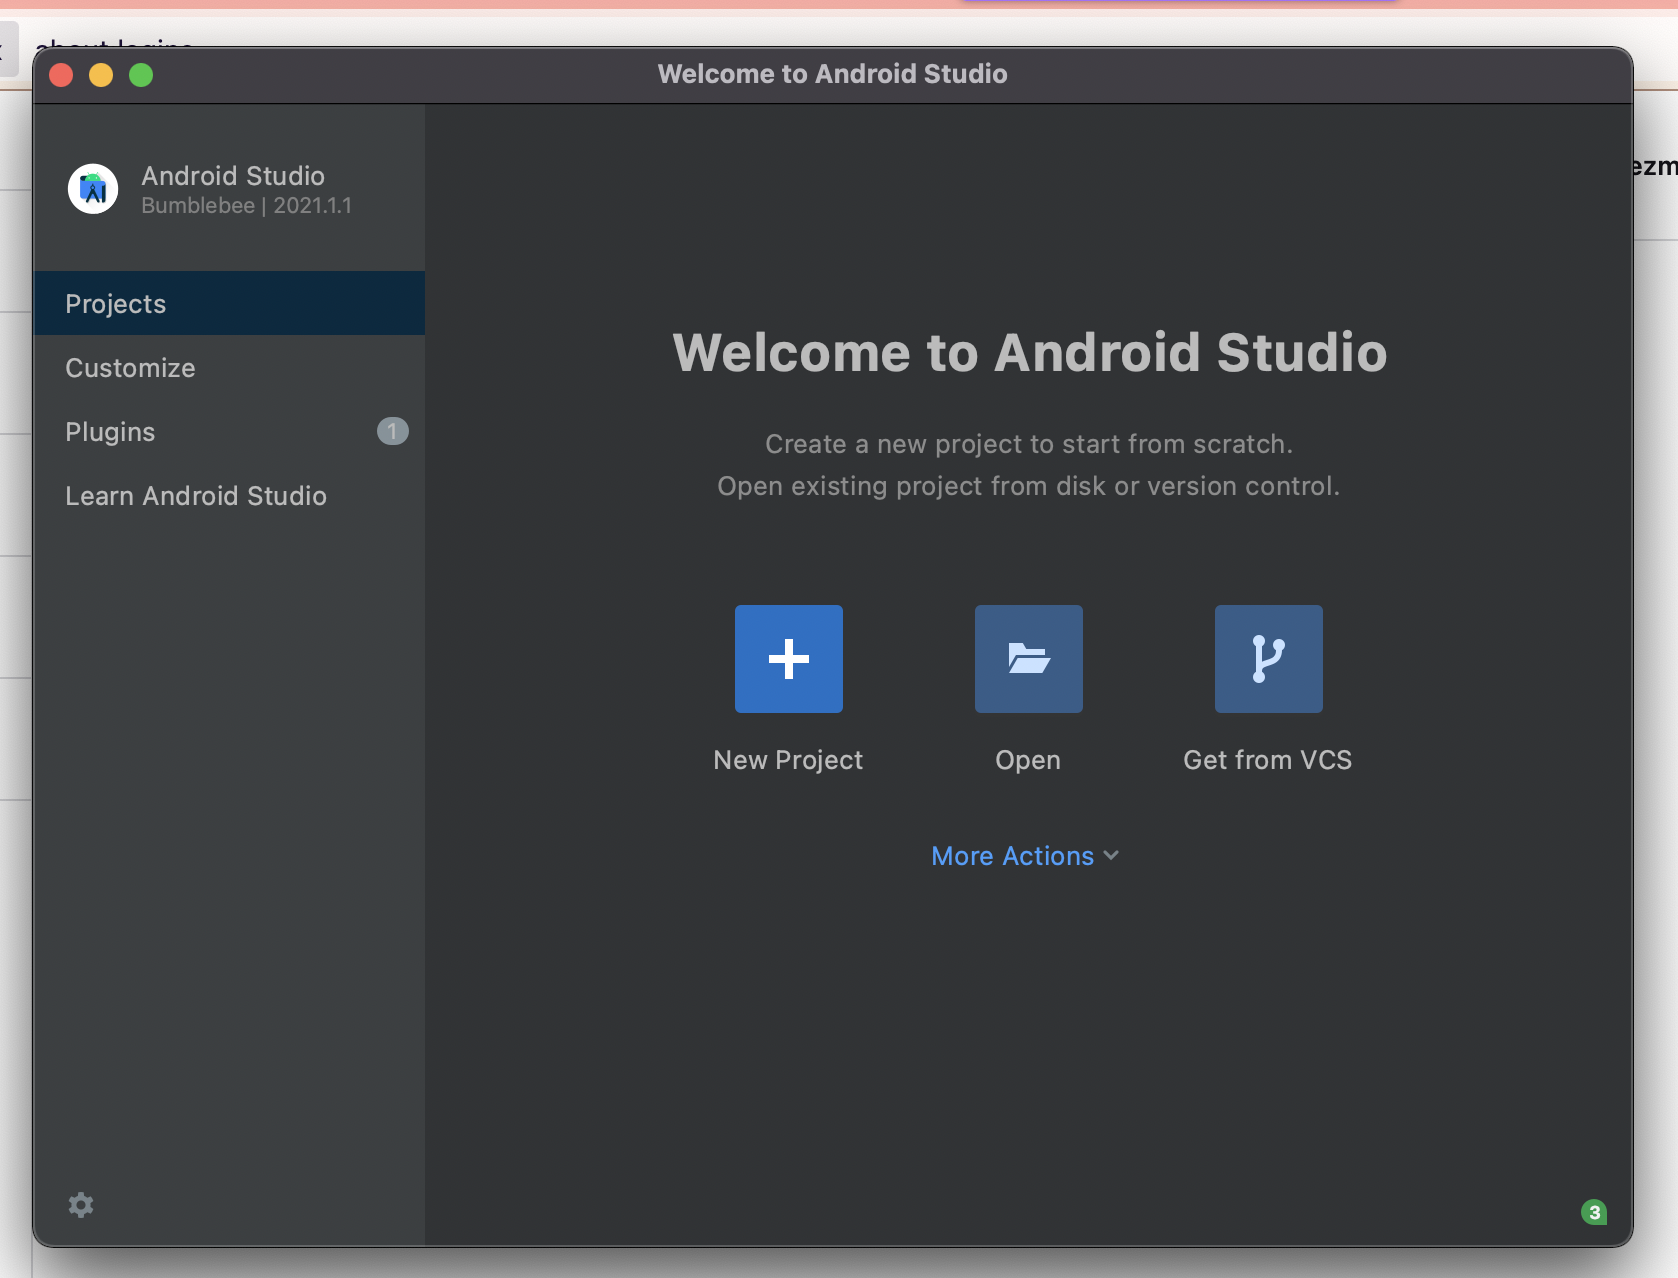 Welcome to Android Studio
ezm
Android Studio
Bumblebee | 2021.1.1
Projects
Customize
Plugins
1
Learn Android Studio
Welcome to Android Studio
Create a new project to start from scratch.
Open existing project from disk or version control.
New Project
Open
Get from VCS
More Actions
3